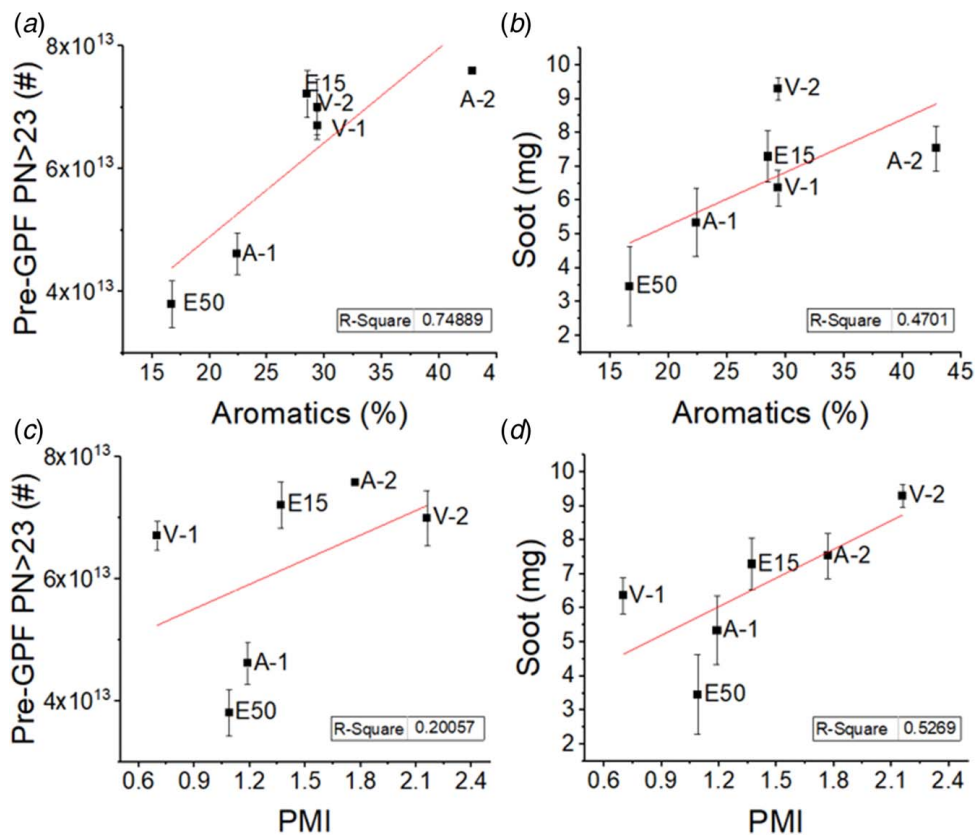 (a)
Pre-GPF PN>23 (#)
8x10^13
6x10^13
4x10^13
E15
V-2
V-1
A-2
A-1
E50
R-Square 0.74889
15 20 25 30 35 40 4
Aromatics (%)
(b)
Soot (mg)
10
9
8
7
6
5
4
3
2
V-2
E15
V-1
A-2
A-1
E50
R-Square 0.4701
15 20 25 30 35 40 45
Aromatics (%)
(c)
Pre-GPF PN>23 (#)
8x10^13
6x10^13
4x10^13
A-2
E15
V-2
V-1
A-1
E50
R-Square 0.20057
0.6 0.9 1.2 1.5 1.8 2.1 2.4
PMI
(d)
Soot (mg)
10
9
8
7
6
5
4
3
2
V-2
E15
A-2
V-1
A-1
E50
R-Square 0.5269
0.6 0.9 1.2 1.5 1.8 2.1 2.4
PMI